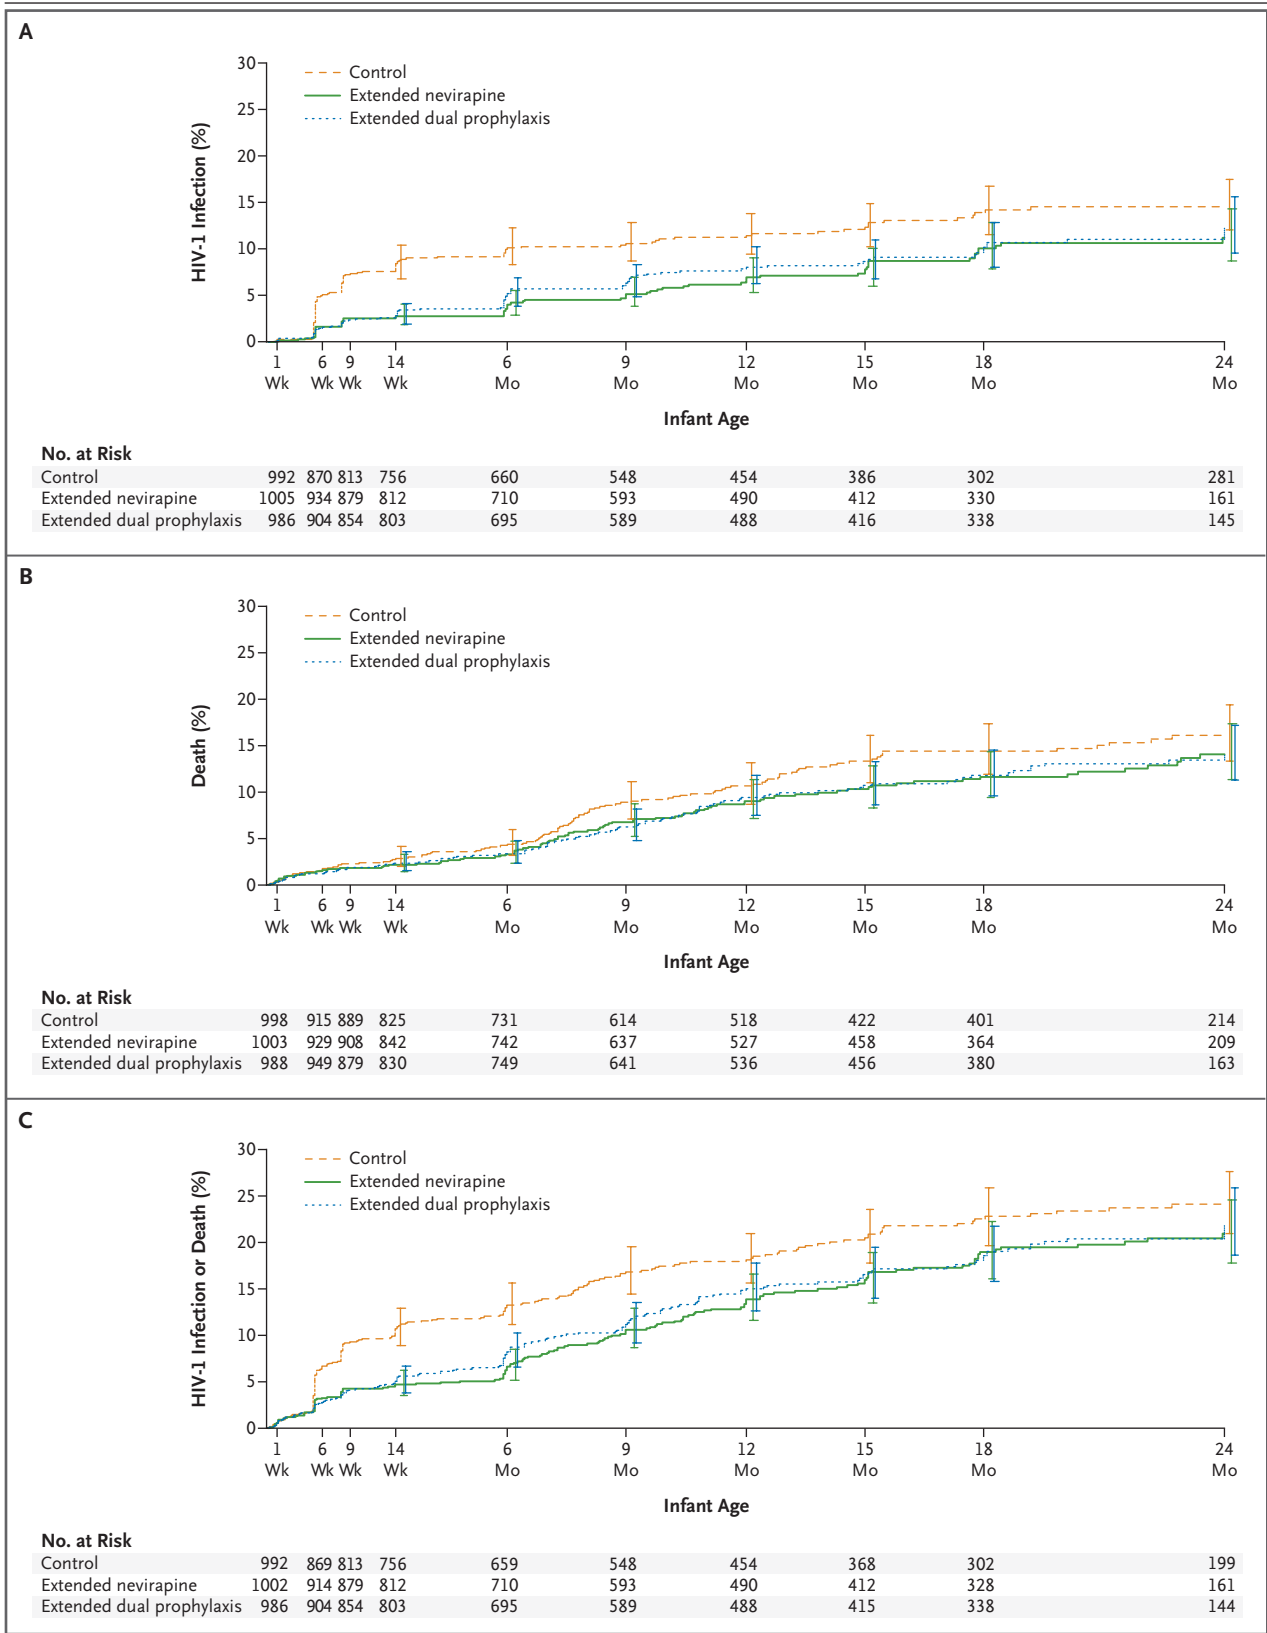 A
30
25
20
15
10
5
0
HIV-1 Infection (%)
Control
Extended nevirapine
Extended dual prophylaxis
1 6 9 14 6 9 12 15 18 24
Wk Wk Wk Wk Mo Mo Mo Mo Mo Mo
Infant Age
No. at Risk
Control 992 870 813 756 660 548 454 386 302 281
Extended nevirapine 1005 934 879 812 710 593 490 412 330 161
Extended dual prophylaxis 986 904 854 803 695 589 488 416 338 145
B
30
25
20
15
10
5
0
Death (%)
Control
Extended nevirapine
Extended dual prophylaxis
1 6 9 14 6 9 12 15 18 24
Wk Wk Wk Wk Mo Mo Mo Mo Mo Mo
Infant Age
No. at Risk
Control 998 915 889 825 731 614 518 422 401 214
Extended nevirapine 1003 929 908 842 742 637 527 458 364 209
Extended dual prophylaxis 988 949 879 830 749 641 536 456 380 163
C
30
25
20
15
10
5
0
HIV-1 Infection or Death (%)
Control
Extended nevirapine
Extended dual prophylaxis
1 6 9 14 6 9 12 15 18 24
Wk Wk Wk Wk Mo Mo Mo Mo Mo Mo
Infant Age
No. at Risk
Control 992 869 813 756 659 548 454 368 302 199
Extended nevirapine 1002 914 879 812 710 593 490 412 328 161
Extended dual prophylaxis 986 904 854 803 695 589 488 415 338 144